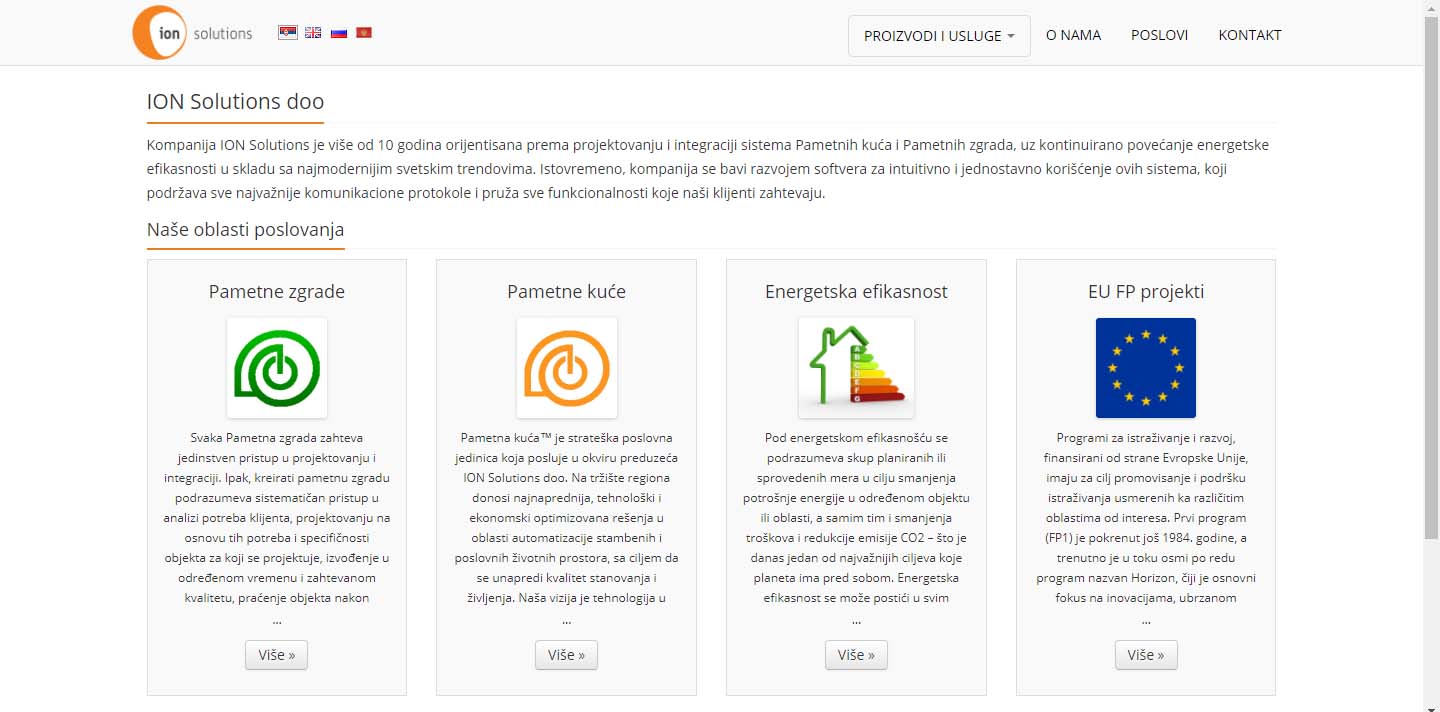 ion solutions
PROIZVODI I USLUGE
O NAMA
POSLOVI
KONTAKT
ION Solutions doo
Kompanija ION Solutions je više od 10 godina orijentisana prema projektovanju i integraciji sistema Pametnih kuća i Pametnih zgrada, uz kontinuirano povećanje energetske
efikasnosti u skladu sa najmodernijim svetskim trendovima. Istovremeno, kompanija se bavi razvojem softvera za intuitivno i jednostavno korišćenje ovih sistema, koji
podržava sve najvažnije komunikacione protokole i pruža sve funkcionalnosti koje naši klijenti zahtevaju.
Naše oblasti poslovanja
Pametne zgrade
Svaka Pametna zgrada zahteva
jedinstven pristup u projektovanju i
integraciji. Ipak, kreirati pametnu zgradu
podrazumeva sistematičan pristup u
analizi potreba klijenta, projektovanju na
osnovu tih potreba i specifičnosti
objekta za koji se projektuje, izvođenje u
određenom vremenu i zahtevanom
kvalitetu, praćenje objekta nakon
...
Više »
Pametne kuće
Pametna kuća™ je strateška poslovna
jedinica koja posluje u okviru preduzeća
ION Solutions doo. Na tržište regiona
donosi najnaprednija, tehnološki i
ekonomski optimizovana rešenja u
oblasti automatizacije stambenih i
poslovnih životnih prostora, sa ciljem da
se unapredi kvalitet stanovanja i
življenja. Naša vizija je tehnologija u
...
Više »
Energetska efikasnost
A
B
C
D
E
F
G
Pod energetskom efikasnošću se
podrazumeva skup planiranih ili
sprovedenih mera u cilju smanjenja
potrošnje energije u određenom objektu
ili oblasti, a samim tim i smanjenja
troškova i redukcije emisije CO2 – što je
danas jedan od najvažnijih ciljeva koje
planeta ima pred sobom. Energetska
efikasnost se može postići u svim
...
Više »
EU FP projekti
Programi za istraživanje i razvoj,
finansirani od strane Evropske Unije,
imaju za cilj promovisanje i podršku
istraživanja usmerenih ka različitim
oblastima od interesa. Prvi program
(FP1) je pokrenut još 1984. godine, a
trenutno je u toku osmi po redu
program nazvan Horizon, čiji je osnovni
fokus na inovacijama, ubrzanom
...
Više »